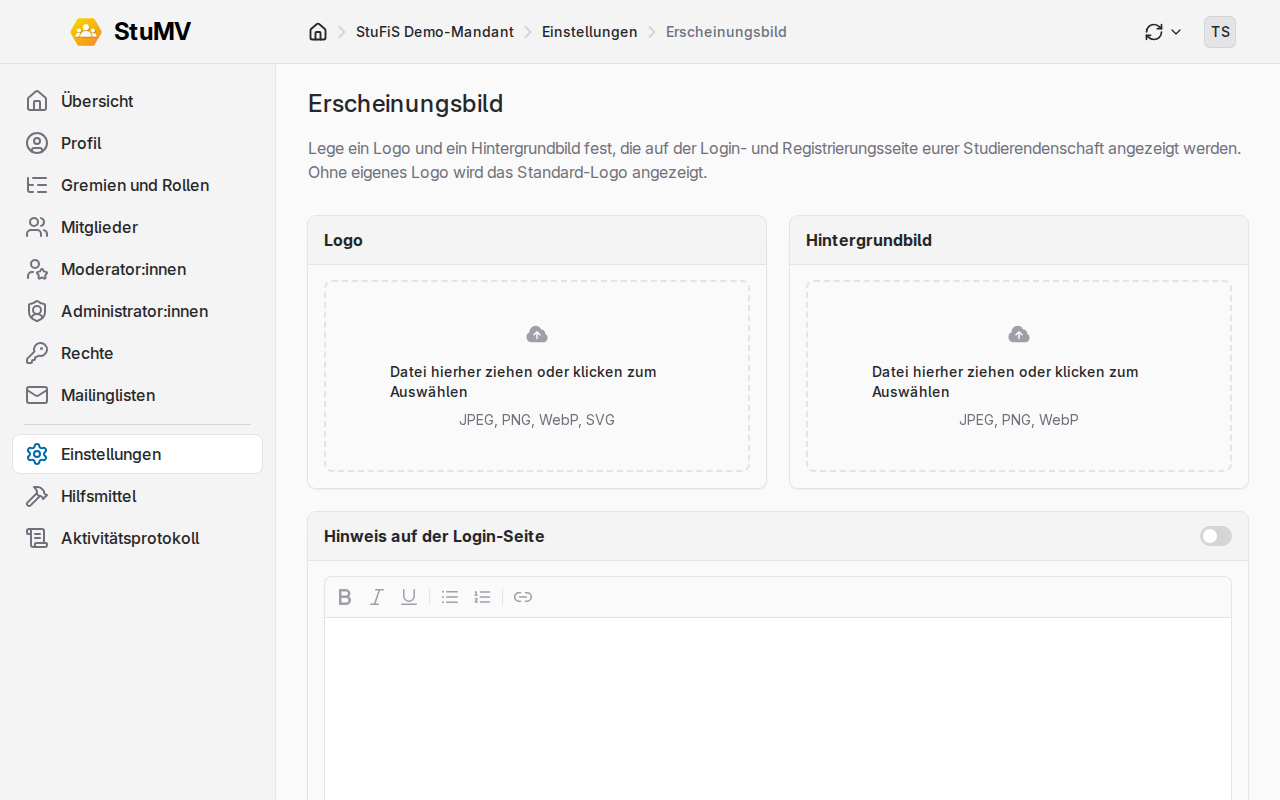 StuMV
StuFiS Demo-Mandant
Einstellungen
Erscheinungsbild
TS
Übersicht
Profil
Gremien und Rollen
Mitglieder
Moderator:innen
Administrator:innen
Rechte
Mailinglisten
Einstellungen
Hilfsmittel
Aktivitätsprotokoll
Erscheinungsbild
Lege ein Logo und ein Hintergrundbild fest, die auf der Login- und Registrierungsseite eurer Studierendenschaft angezeigt werden.
Ohne eigenes Logo wird das Standard-Logo angezeigt.
Logo
Datei hierher ziehen oder klicken zum
Auswählen
JPEG, PNG, WebP, SVG
Hintergrundbild
Datei hierher ziehen oder klicken zum
Auswählen
JPEG, PNG, WebP
Hinweis auf der Login-Seite